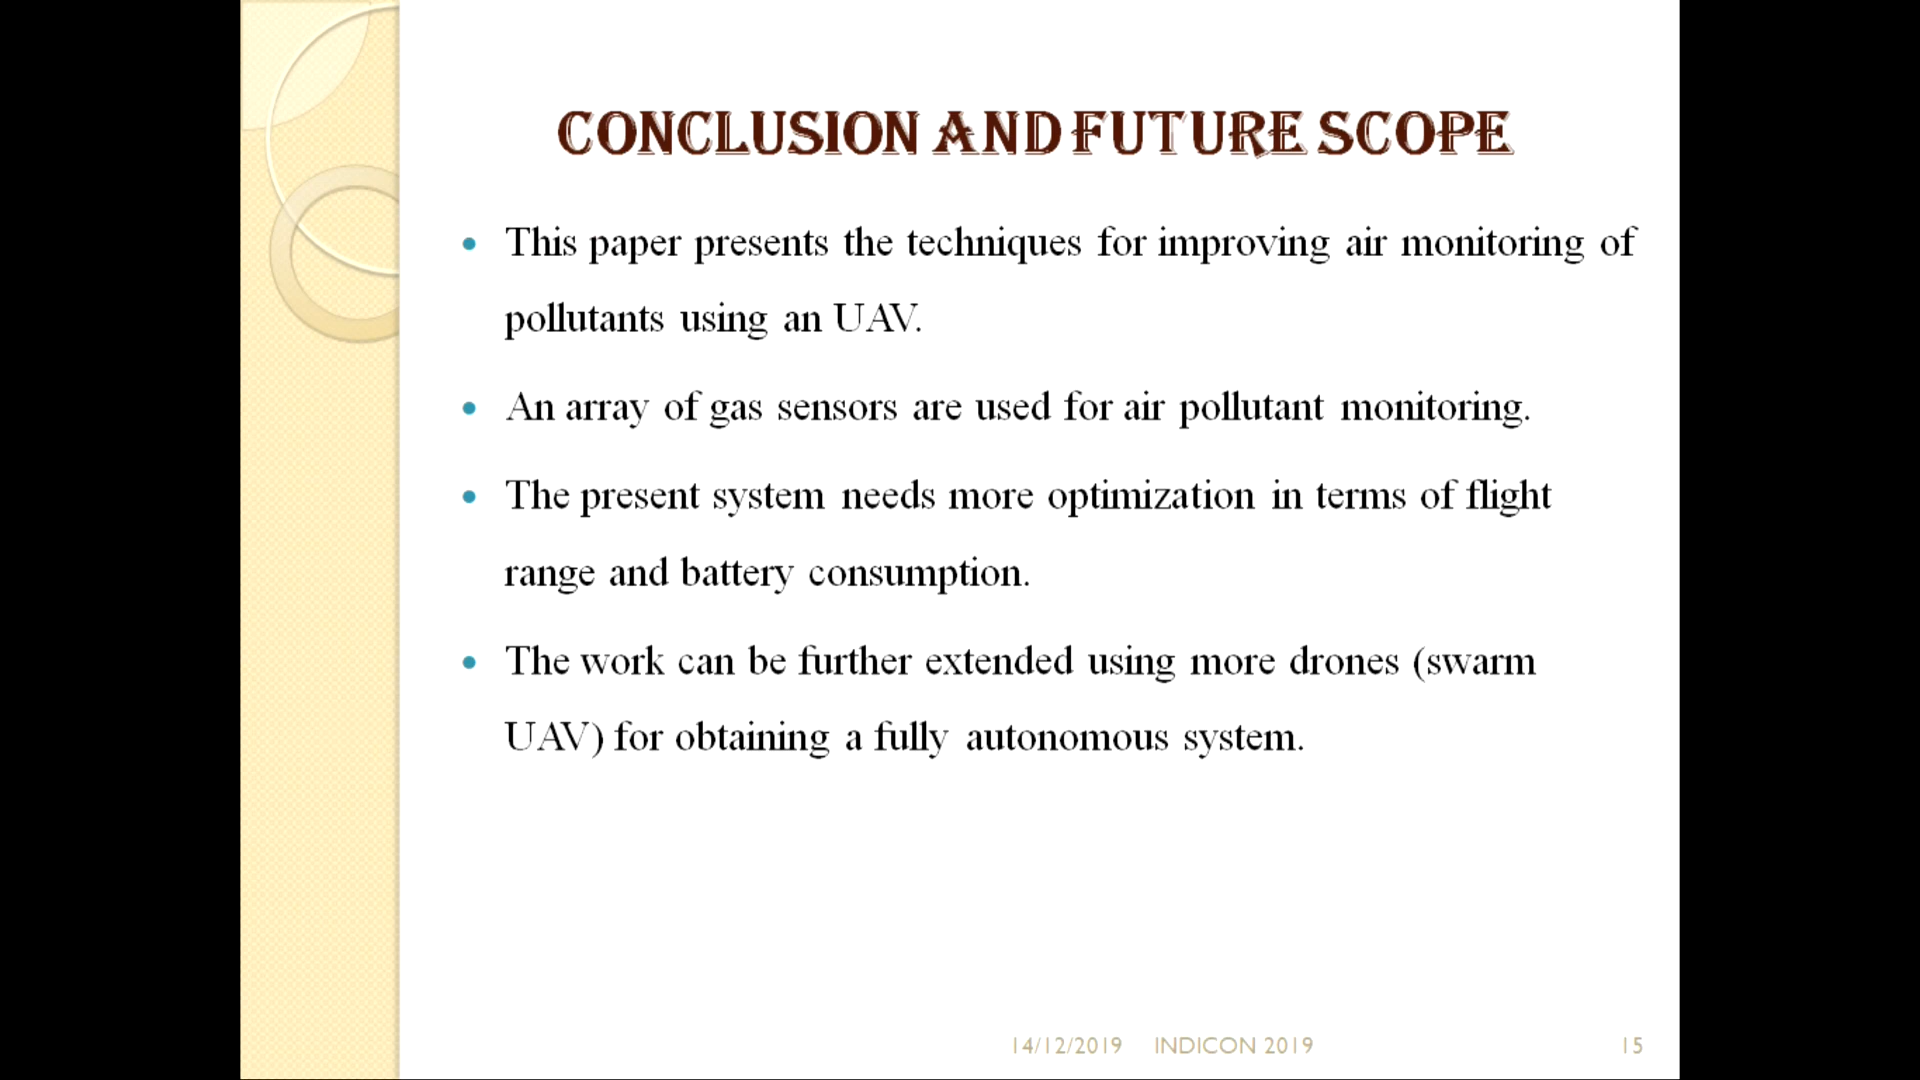 CONCLUSION AND FUTURE SCOPE
• This paper presents the techniques for improving air monitoring of
pollutants using an UAV.
• An array of gas sensors are used for air pollutant monitoring.
• The present system needs more optimization in terms of flight
range and battery consumption.
• The work can be further extended using more drones (swarm
UAV) for obtaining a fully autonomous system.
14/12/2019 INDICON 2019 15